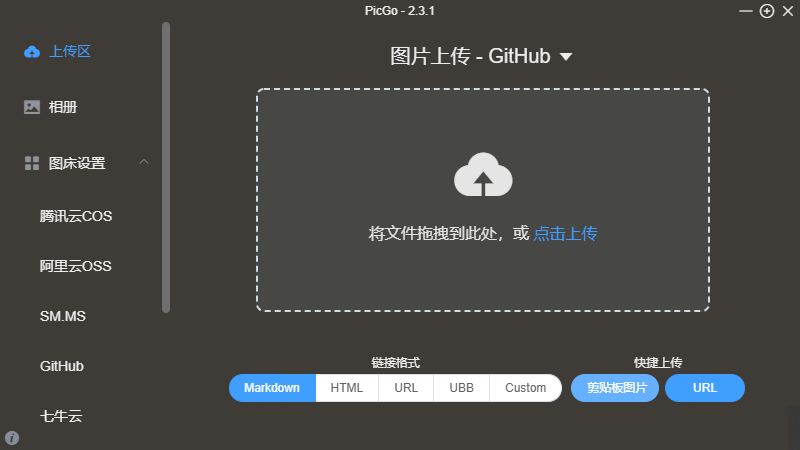 PicGo - 2.3.1
上传区
相册
图床设置
腾讯云COS
阿里云OSS
SM.MS
GitHub
七牛云
图片上传 - GitHub
将文件拖拽到此处，或 点击上传
链接格式
Markdown HTML URL UBB Custom
快捷上传
剪贴板图片 URL